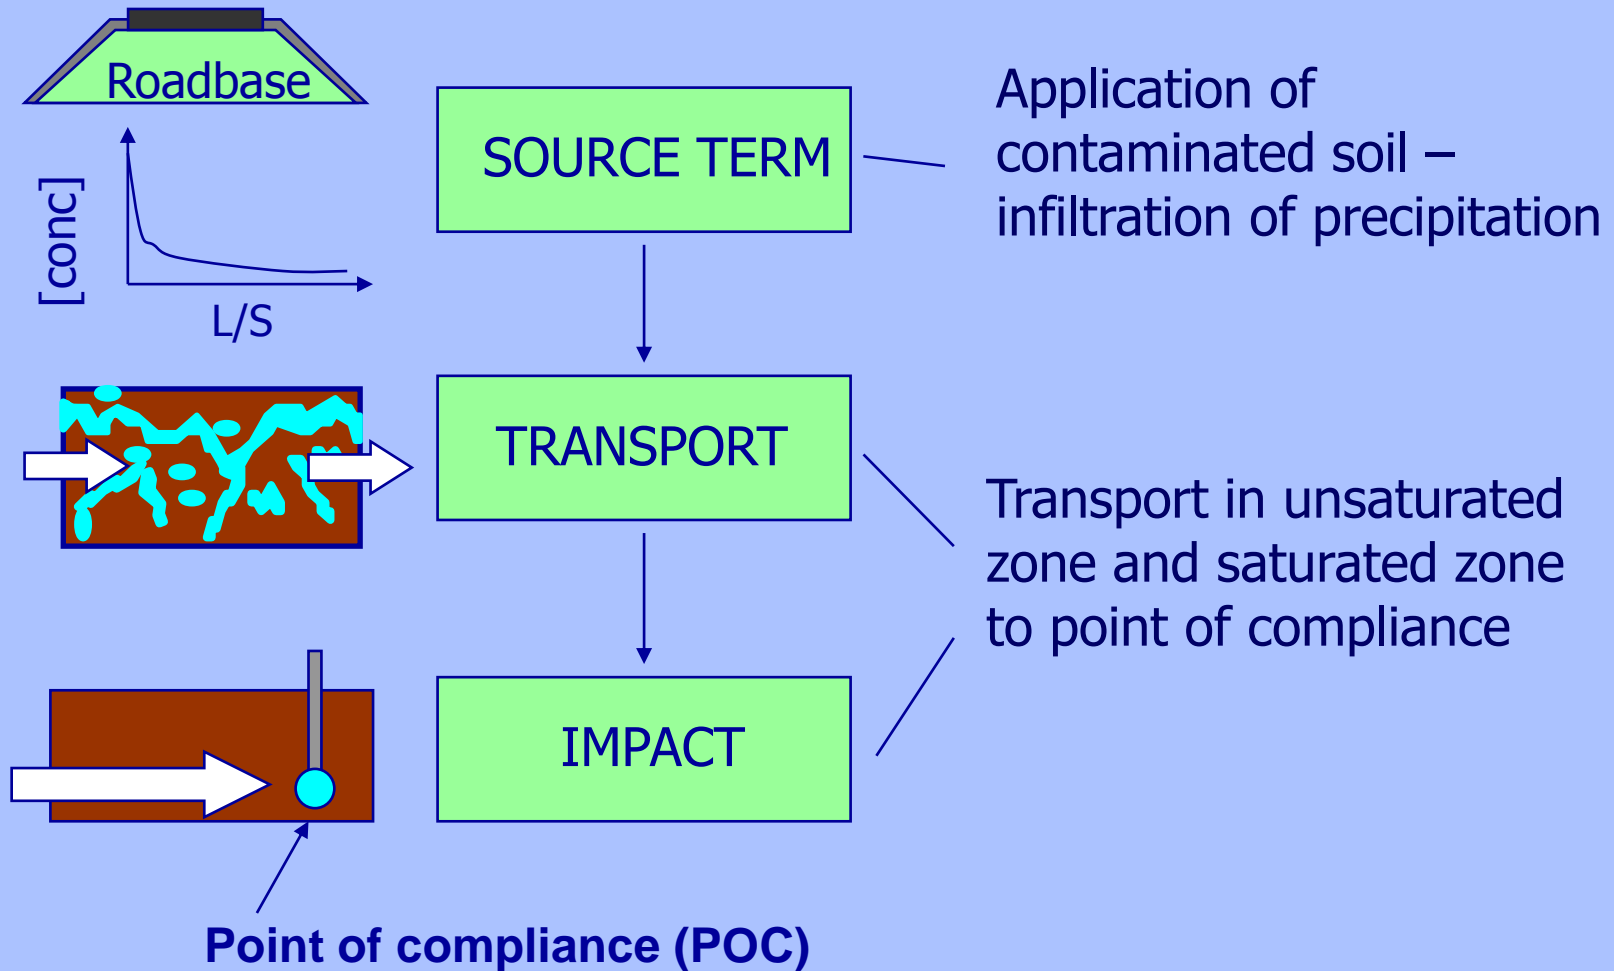 Roadbase
[conc]
L/S
SOURCE TERM
Application of
contaminated soil –
infiltration of precipitation
TRANSPORT
Transport in unsaturated
zone and saturated zone
to point of compliance
IMPACT
Point of compliance (POC)